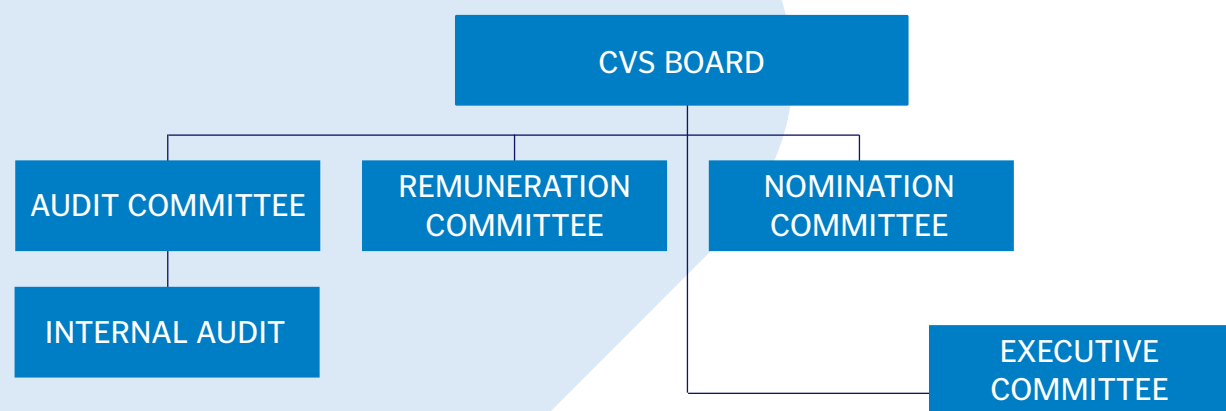 CVS BOARD
AUDIT COMMITTEE
REMUNERATION
COMMITTEE
NOMINATION
COMMITTEE
INTERNAL AUDIT
EXECUTIVE
COMMITTEE